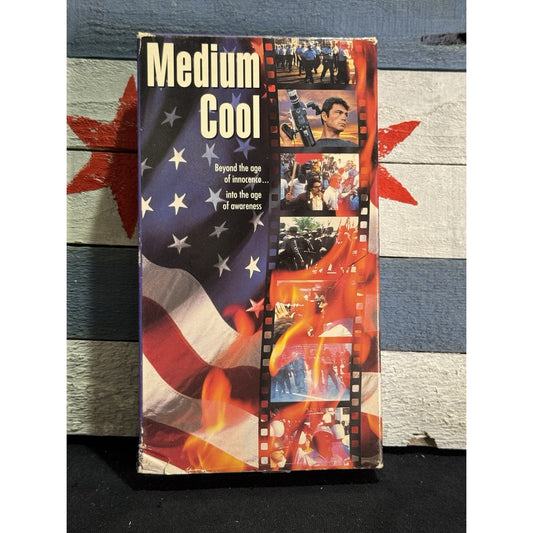 Medium
Cool
Beyond the age
of innocence...
into the age
of awareness